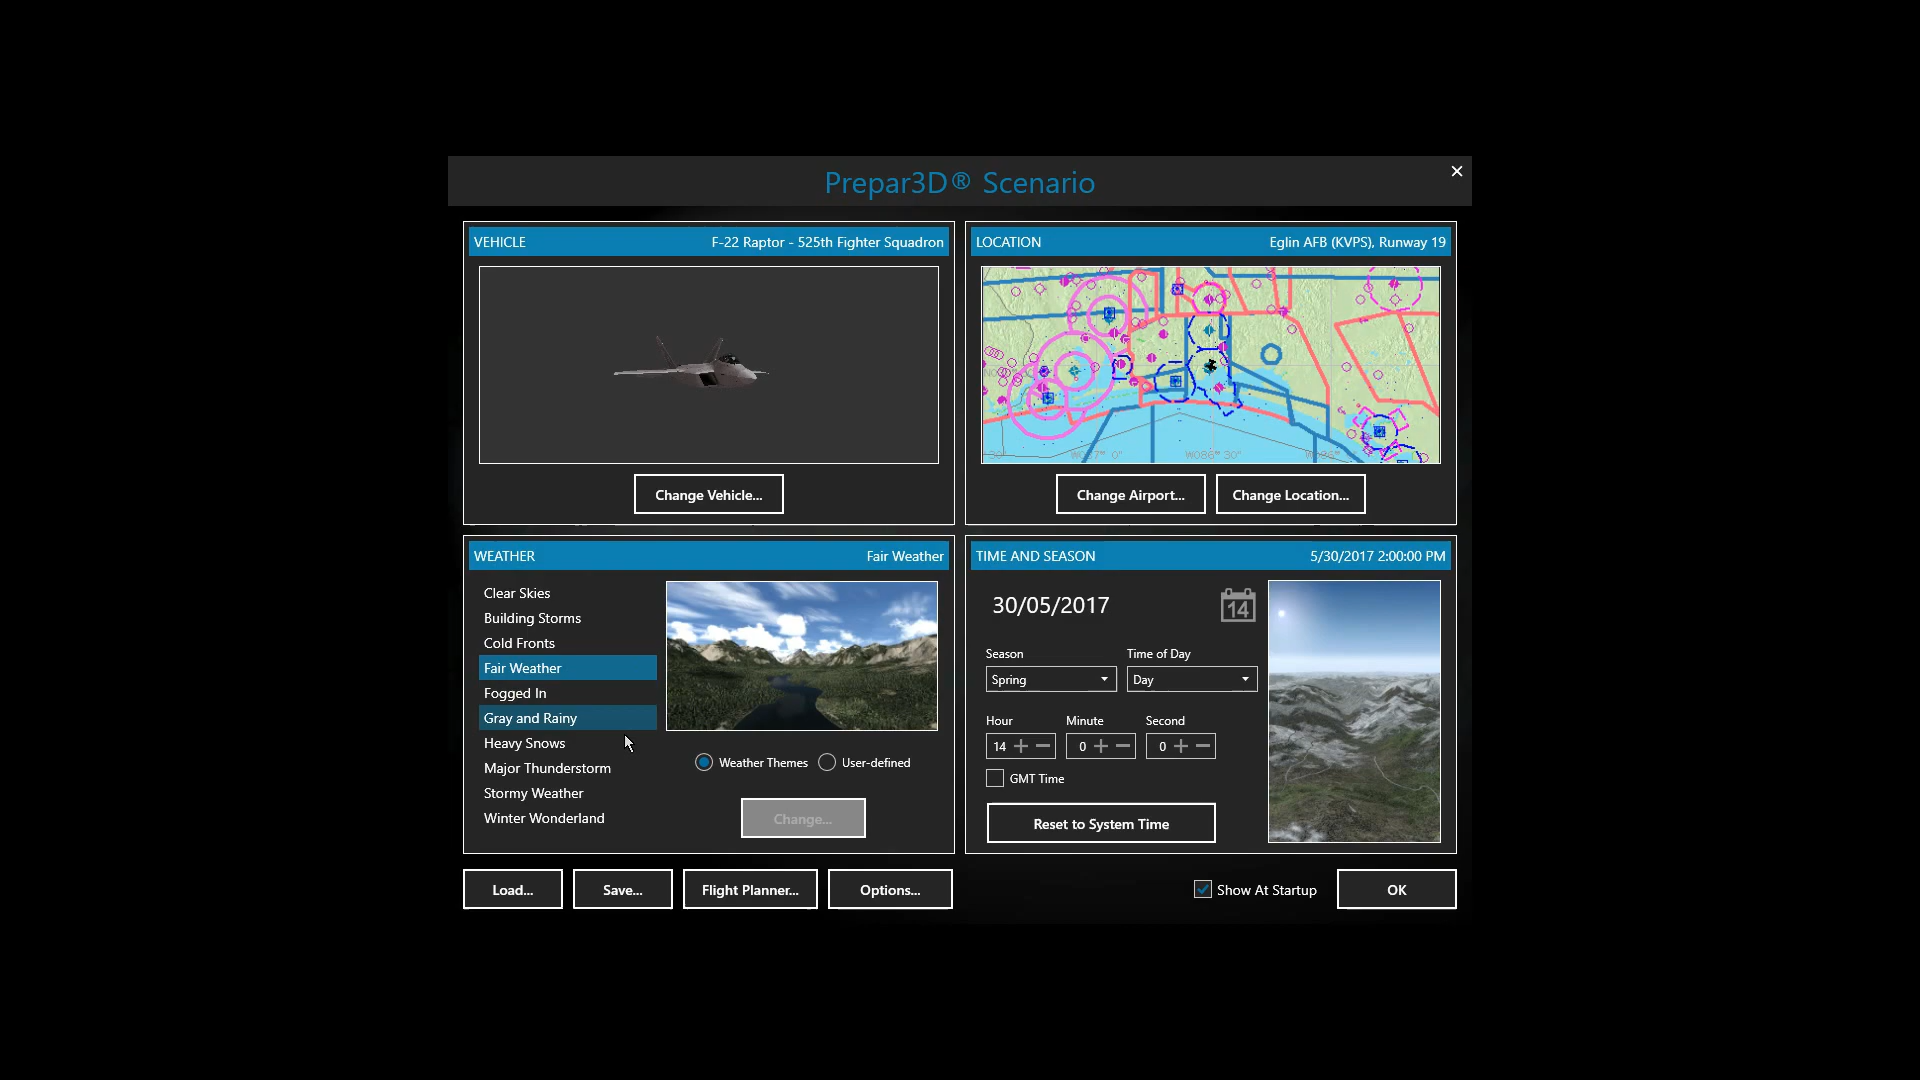 Prepar3D® Scenario
VEHICLE
F-22 Raptor - 525th Fighter Squadron
Change Vehicle...
LOCATION
Eglin AFB (KVPS), Runway 19
W086° 30"
Change Airport...
Change Location...
WEATHER
Fair Weather
Clear Skies
Building Storms
Cold Fronts
Fair Weather
Fogged In
Gray and Rainy
Heavy Snows
Major Thunderstorm
Stormy Weather
Winter Wonderland
Weather Themes
User-defined
Change...
TIME AND SEASON
5/30/2017 2:00:00 PM
30/05/2017
14
Season
Time of Day
Spring
Day
Hour
Minute
Second
14
0
0
GMT Time
Reset to System Time
Load...
Save...
Flight Planner...
Options...
Show At Startup
OK